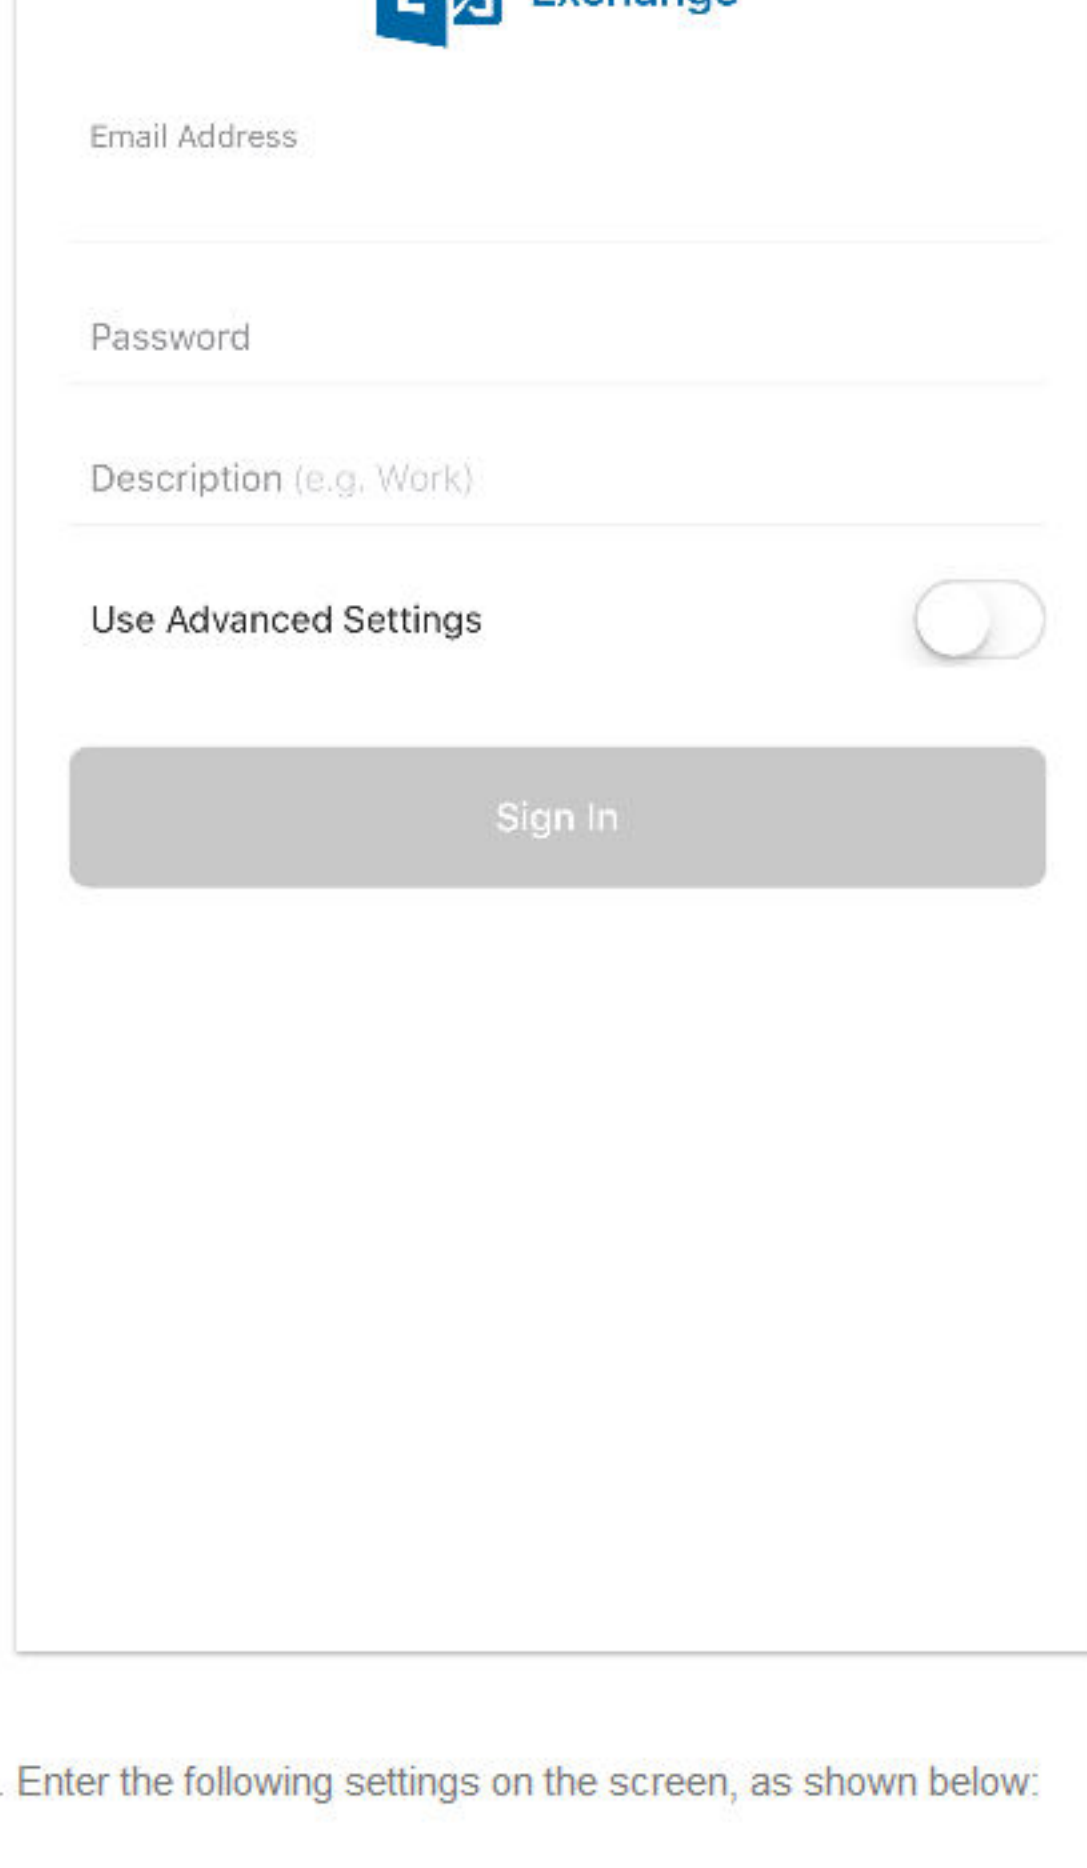 Exchange
Email Address
Password
Description (e.g. Work)
Use Advanced Settings
Sign In
. Enter the following settings on the screen, as shown below: